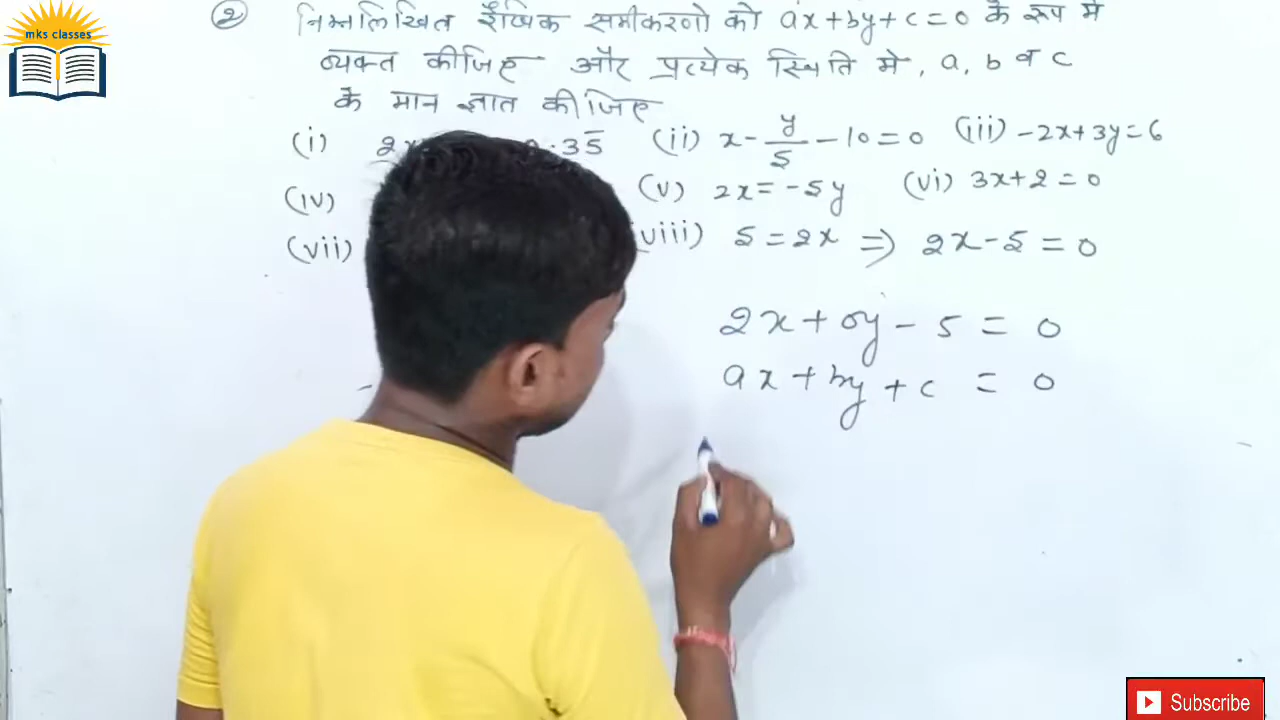 mks classes
② निम्नलिखित रैखिक समीकरणो को ax+by+c=0 के रूप मे
व्यक्त कीजिए और प्रत्येक स्थिति मे, a, b व c
के मान ज्ञात कीजिए
(i) 2x .35̅ (ii) x - y/5 - 10 = 0 (iii) -2x+3y=6
(iv) (v) 2x = -5y (vi) 3x+2=0
(vii) (viii) 5=2x ⇒ 2x-5=0
2x+0y-5=0
ax+by+c=0
Subscribe